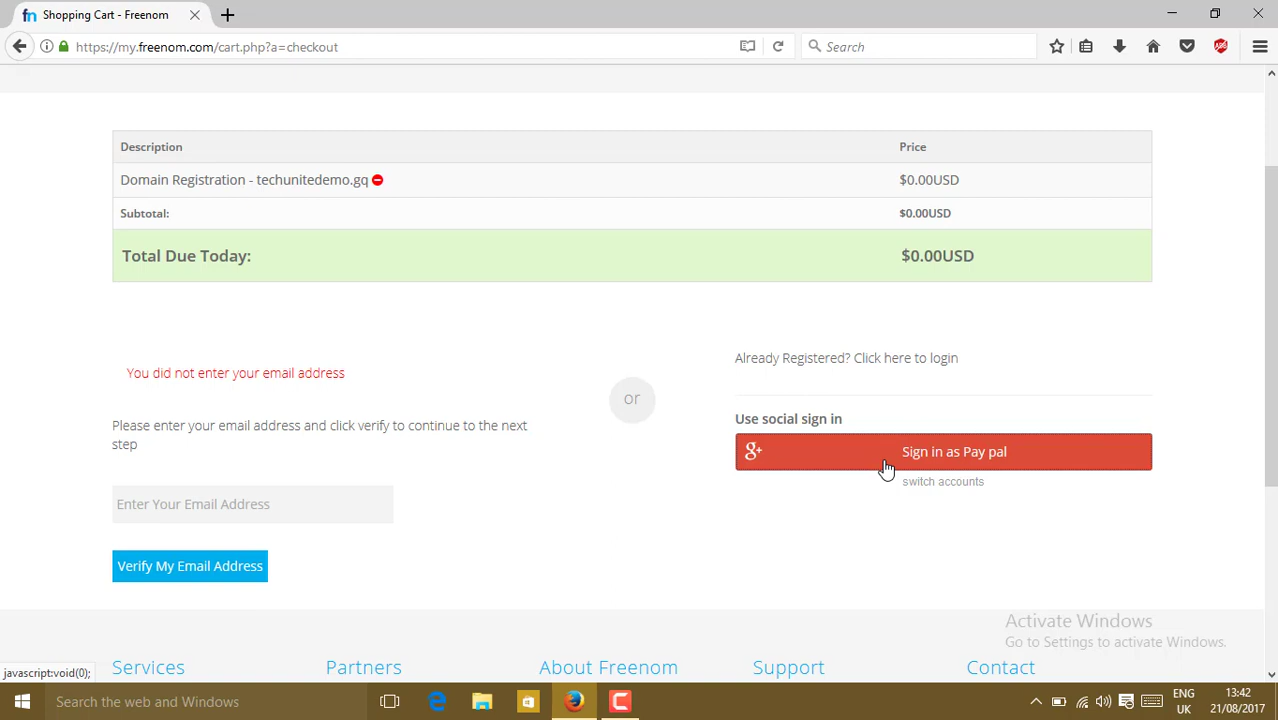 Shopping Cart - Freenom
https://my.freenom.com/cart.php?a=checkout
Search
ABP
Description
Price
Domain Registration - techunitedemo.gq
$0.00USD
Subtotal:
$0.00USD
Total Due Today:
$0.00USD
You did not enter your email address
Please enter your email address and click verify to continue to the next
step
Enter Your Email Address
Verify My Email Address
or
Already Registered? Click here to login
Use social sign in
g+
Sign in as Pay pal
switch accounts
Activate Windows
Go to Settings to activate Windows.
javascript:void(0);
Services
Partners
About Freenom
Support
Contact
Search the web and Windows
ENG
UK
13:42
21/08/2017